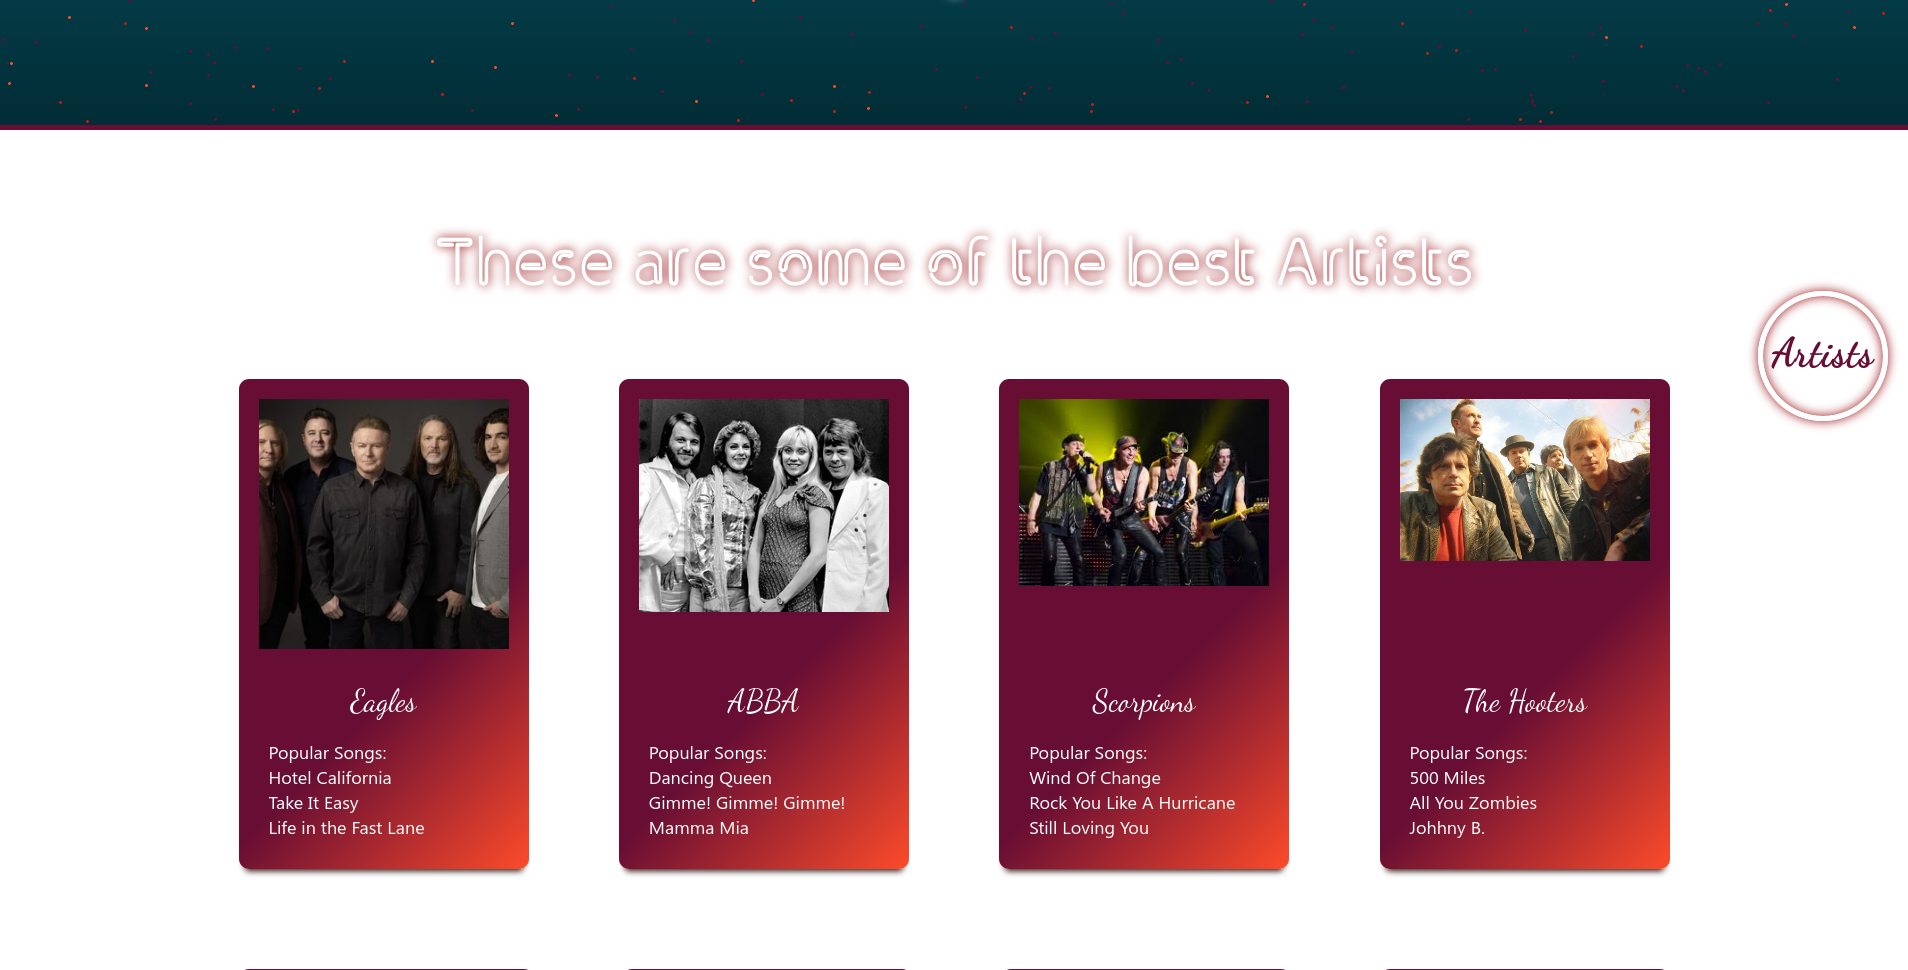 These are some of the best Artists
Artists
Eagles
Popular Songs:
Hotel California
Take It Easy
Life in the Fast Lane
ABBA
Popular Songs:
Dancing Queen
Gimme! Gimme! Gimme!
Mamma Mia
Scorpions
Popular Songs:
Wind Of Change
Rock You Like A Hurricane
Still Loving You
The Hooters
Popular Songs:
500 Miles
All You Zombies
Johhny B.